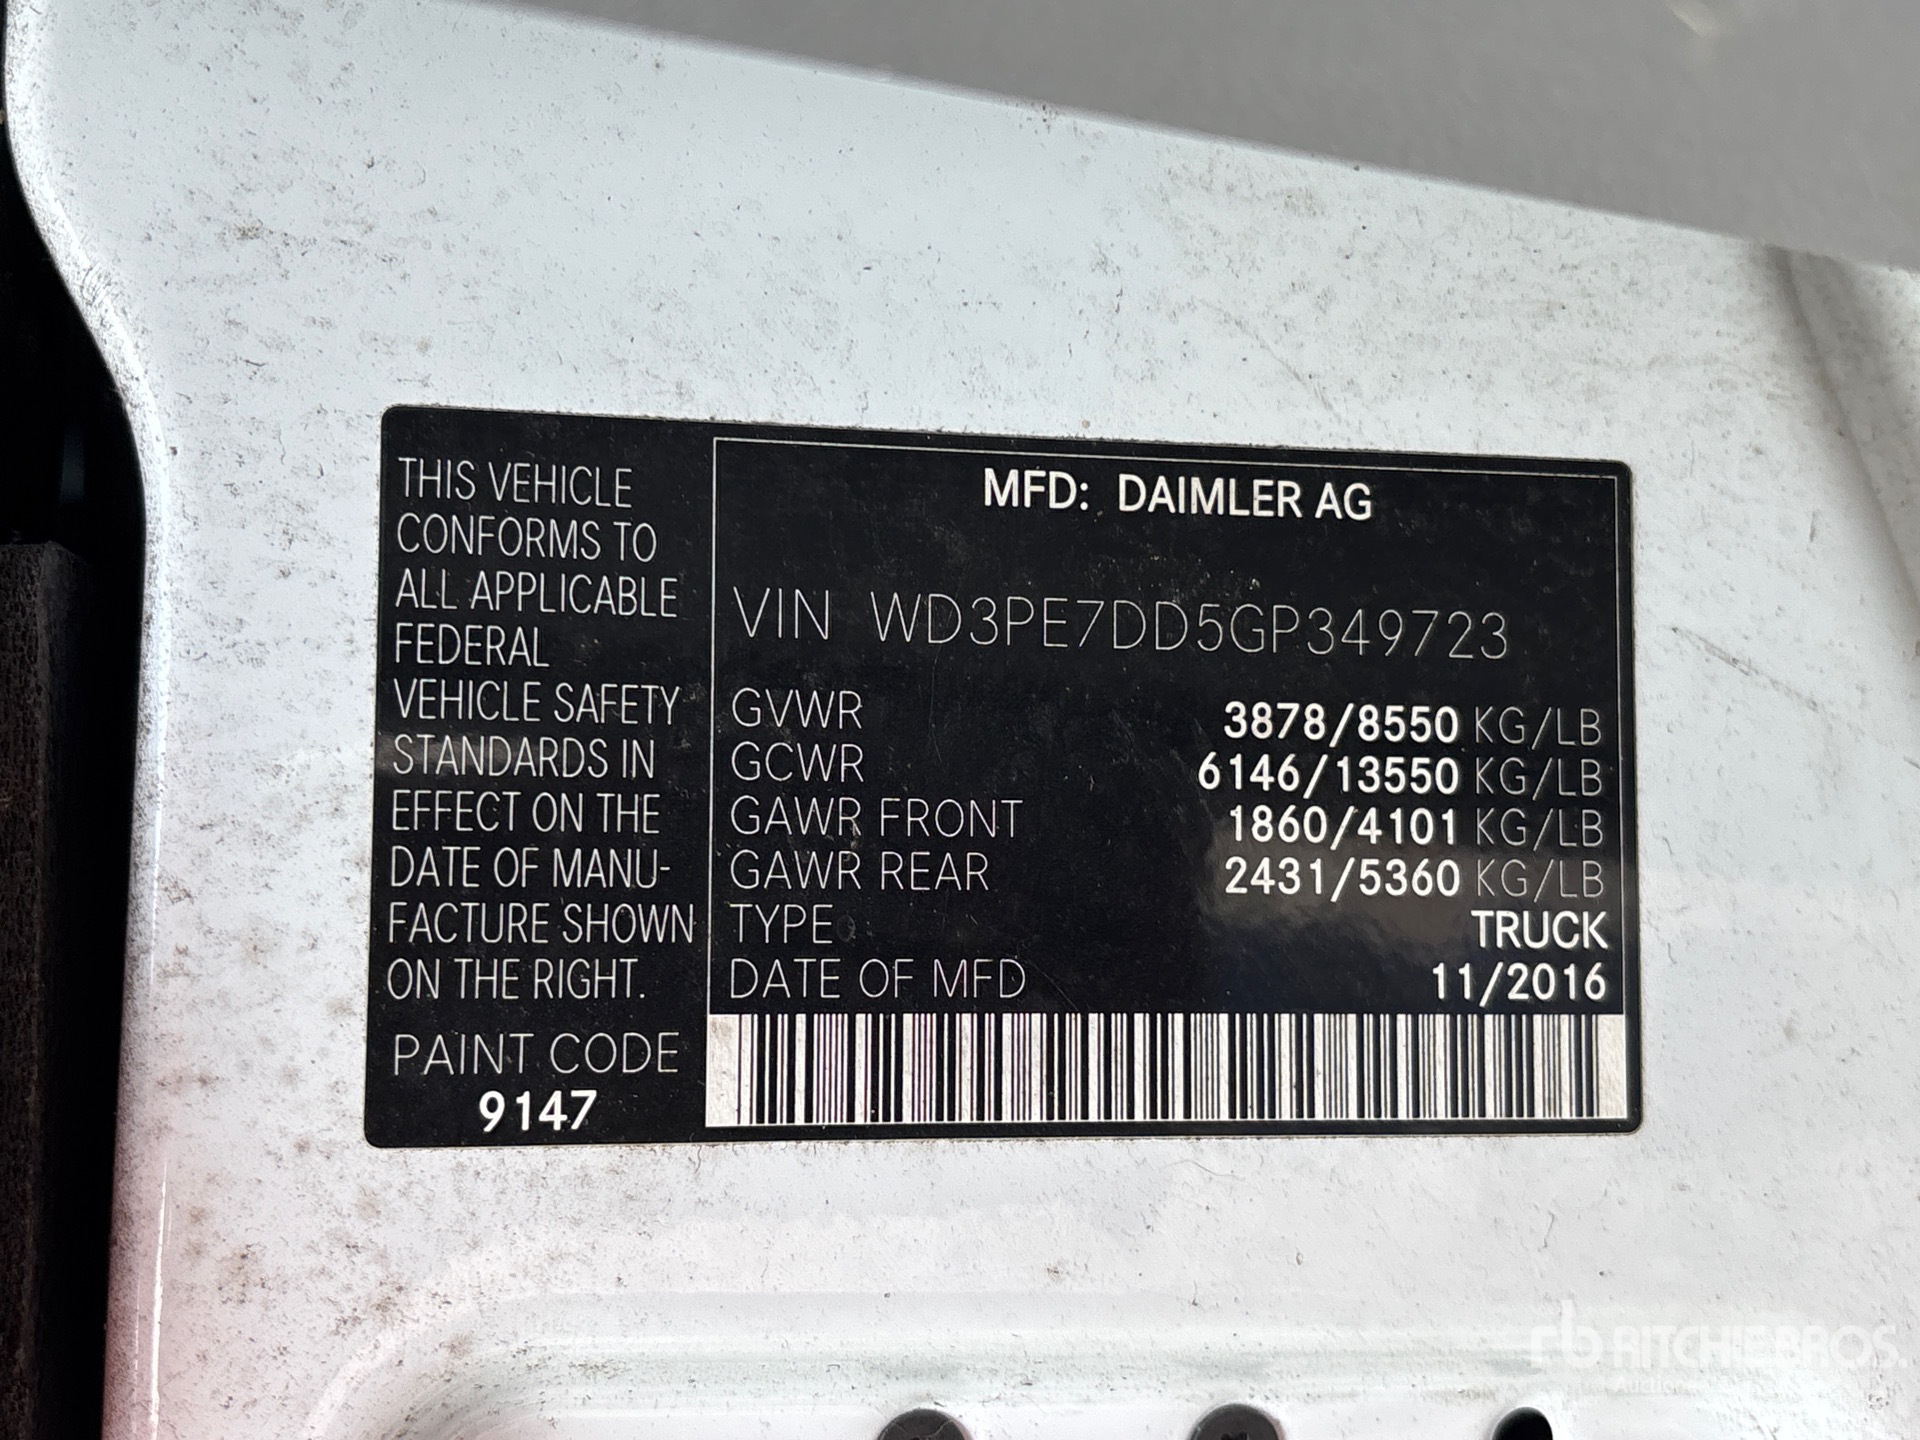 THIS VEHICLE
CONFORMS TO
ALL APPLICABLE
FEDERAL
VEHICLE SAFETY
STANDARDS IN
EFFECT ON THE
DATE OF MANU-
FACTURE SHOWN
ON THE RIGHT.
PAINT CODE
9147
MFD: DAIMLER AG
VIN WD3PE7DD5GP349723
GVWR 3878/8550 KG/LB
GCWR 6146/13550 KG/LB
GAWR FRONT 1860/4101 KG/LB
GAWR REAR 2431/5360 KG/LB
TYPE TRUCK
DATE OF MFD 11/2016
rb RITCHIE BROS.
Auctioneers